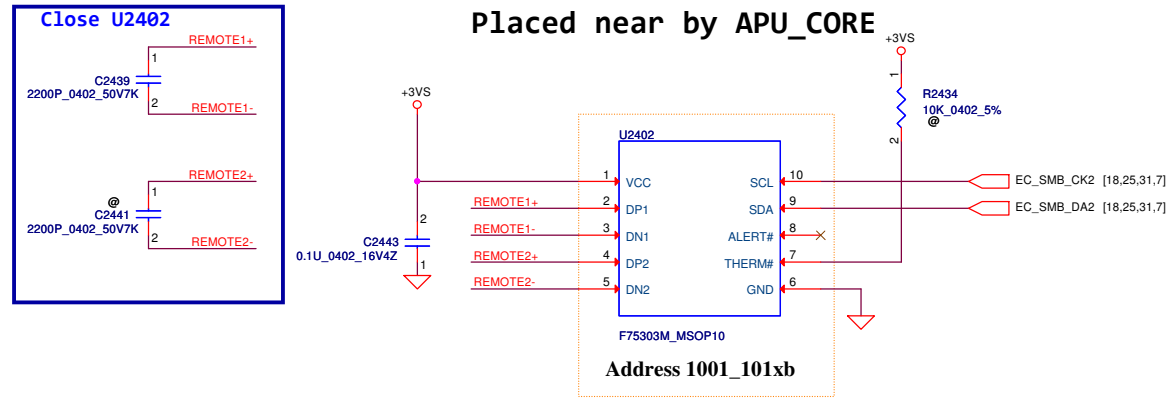 Close U2402
REMOTE1+
1
C2439
2200P_0402_50V7K
2
REMOTE1-
REMOTE2+
1
@
C2441
2200P_0402_50V7K
2
REMOTE2-
Placed near by APU_CORE
+3VS
1
R2434
10K_0402_5%
@
2
+3VS
2
C2443
0.1U_0402_16V4Z
1
U2402
1 VCC SCL 10
REMOTE1+ 2 DP1 SDA 9
REMOTE1- 3 DN1 ALERT# 8
REMOTE2+ 4 DP2 THERM# 7
REMOTE2- 5 DN2 GND 6
EC_SMB_CK2 [18,25,31,7]
EC_SMB_DA2 [18,25,31,7]
F75303M_MSOP10
Address 1001_101xb